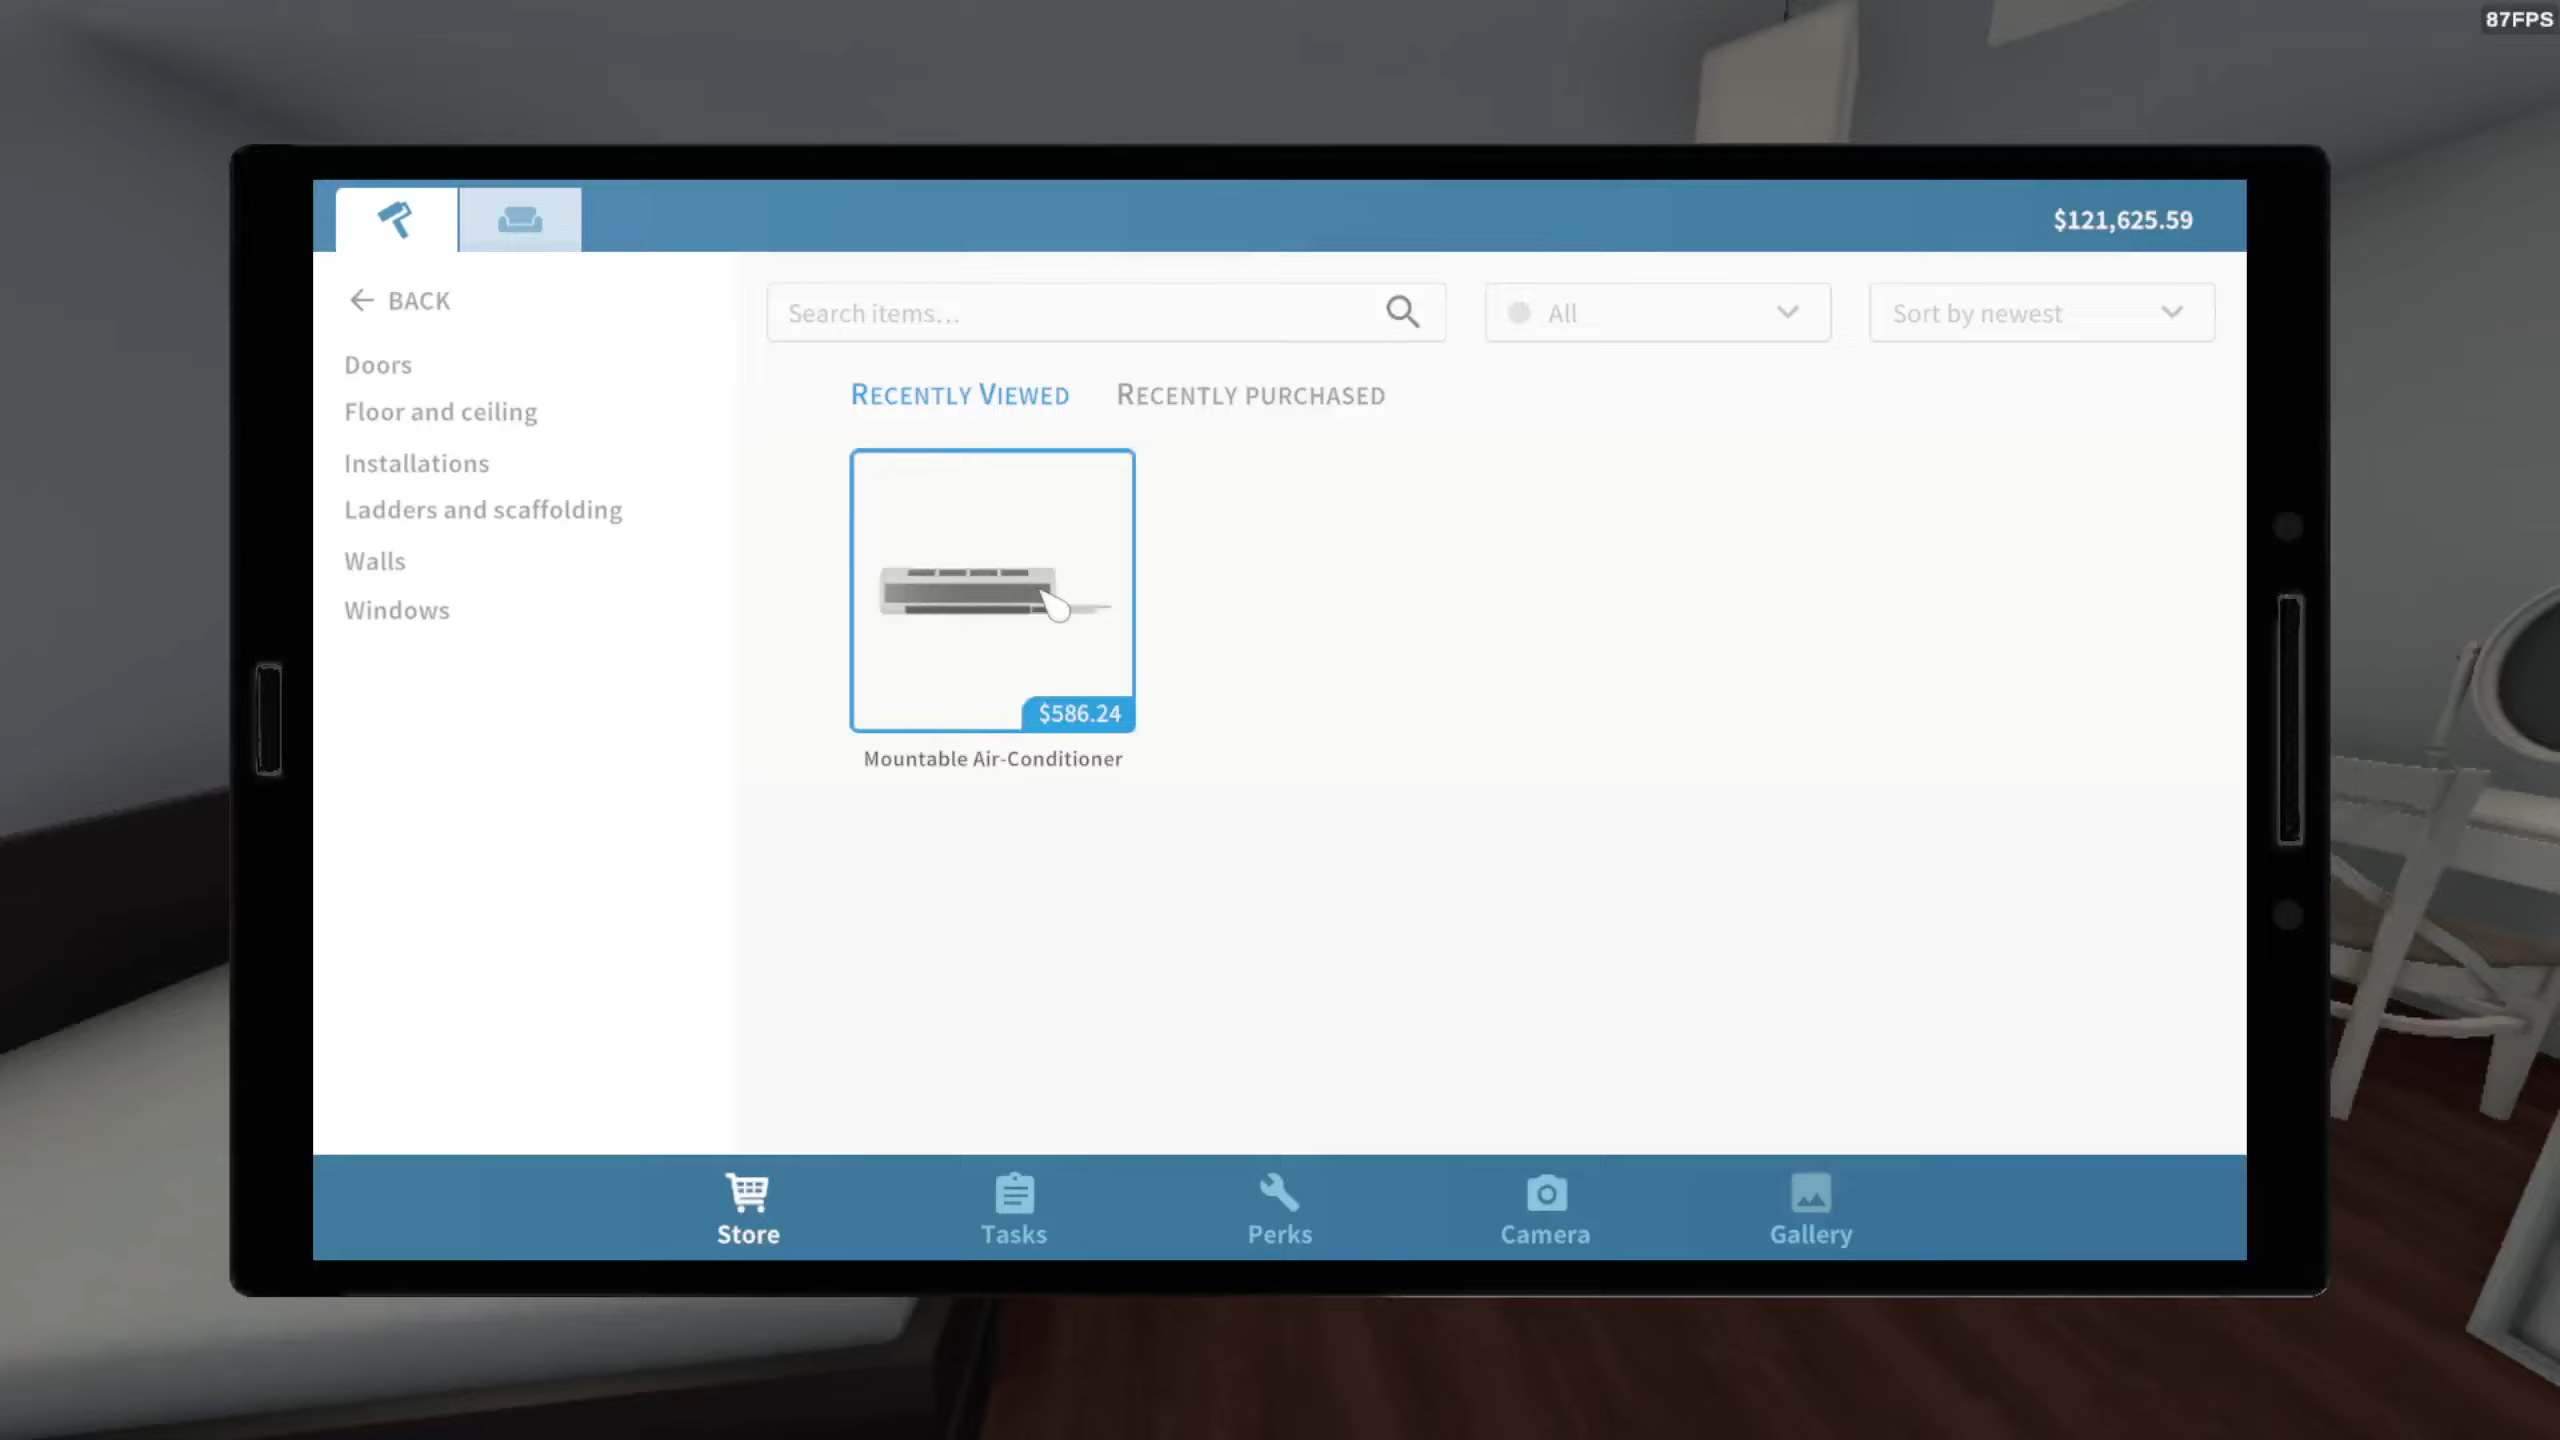 87FPS
$121,625.59
BACK
Search items...
All
Sort by newest
Doors
Floor and ceiling
Installations
Ladders and scaffolding
Walls
Windows
RECENTLY VIEWED
RECENTLY PURCHASED
$586.24
Mountable Air-Conditioner
Store
Tasks
Perks
Camera
Gallery